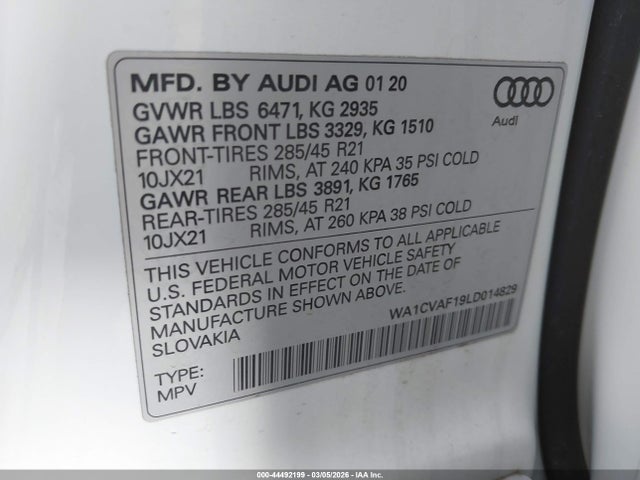 MFD. BY AUDI AG 01 20
GVWR LBS 6471, KG 2935
GAWR FRONT LBS 3329, KG 1510
FRONT-TIRES 285/45 R21
10JX21 RIMS, AT 240 KPA 35 PSI COLD
GAWR REAR LBS 3891, KG 1765
REAR-TIRES 285/45 R21
10JX21 RIMS, AT 260 KPA 38 PSI COLD
THIS VEHICLE CONFORMS TO ALL APPLICABLE
U.S. FEDERAL MOTOR VEHICLE SAFETY
STANDARDS IN EFFECT ON THE DATE OF
MANUFACTURE SHOWN ABOVE.
SLOVAKIA
WA1CVAF19LD014829
TYPE:
MPV
Audi
000-44492199 - 03/05/2026 - IAA Inc.